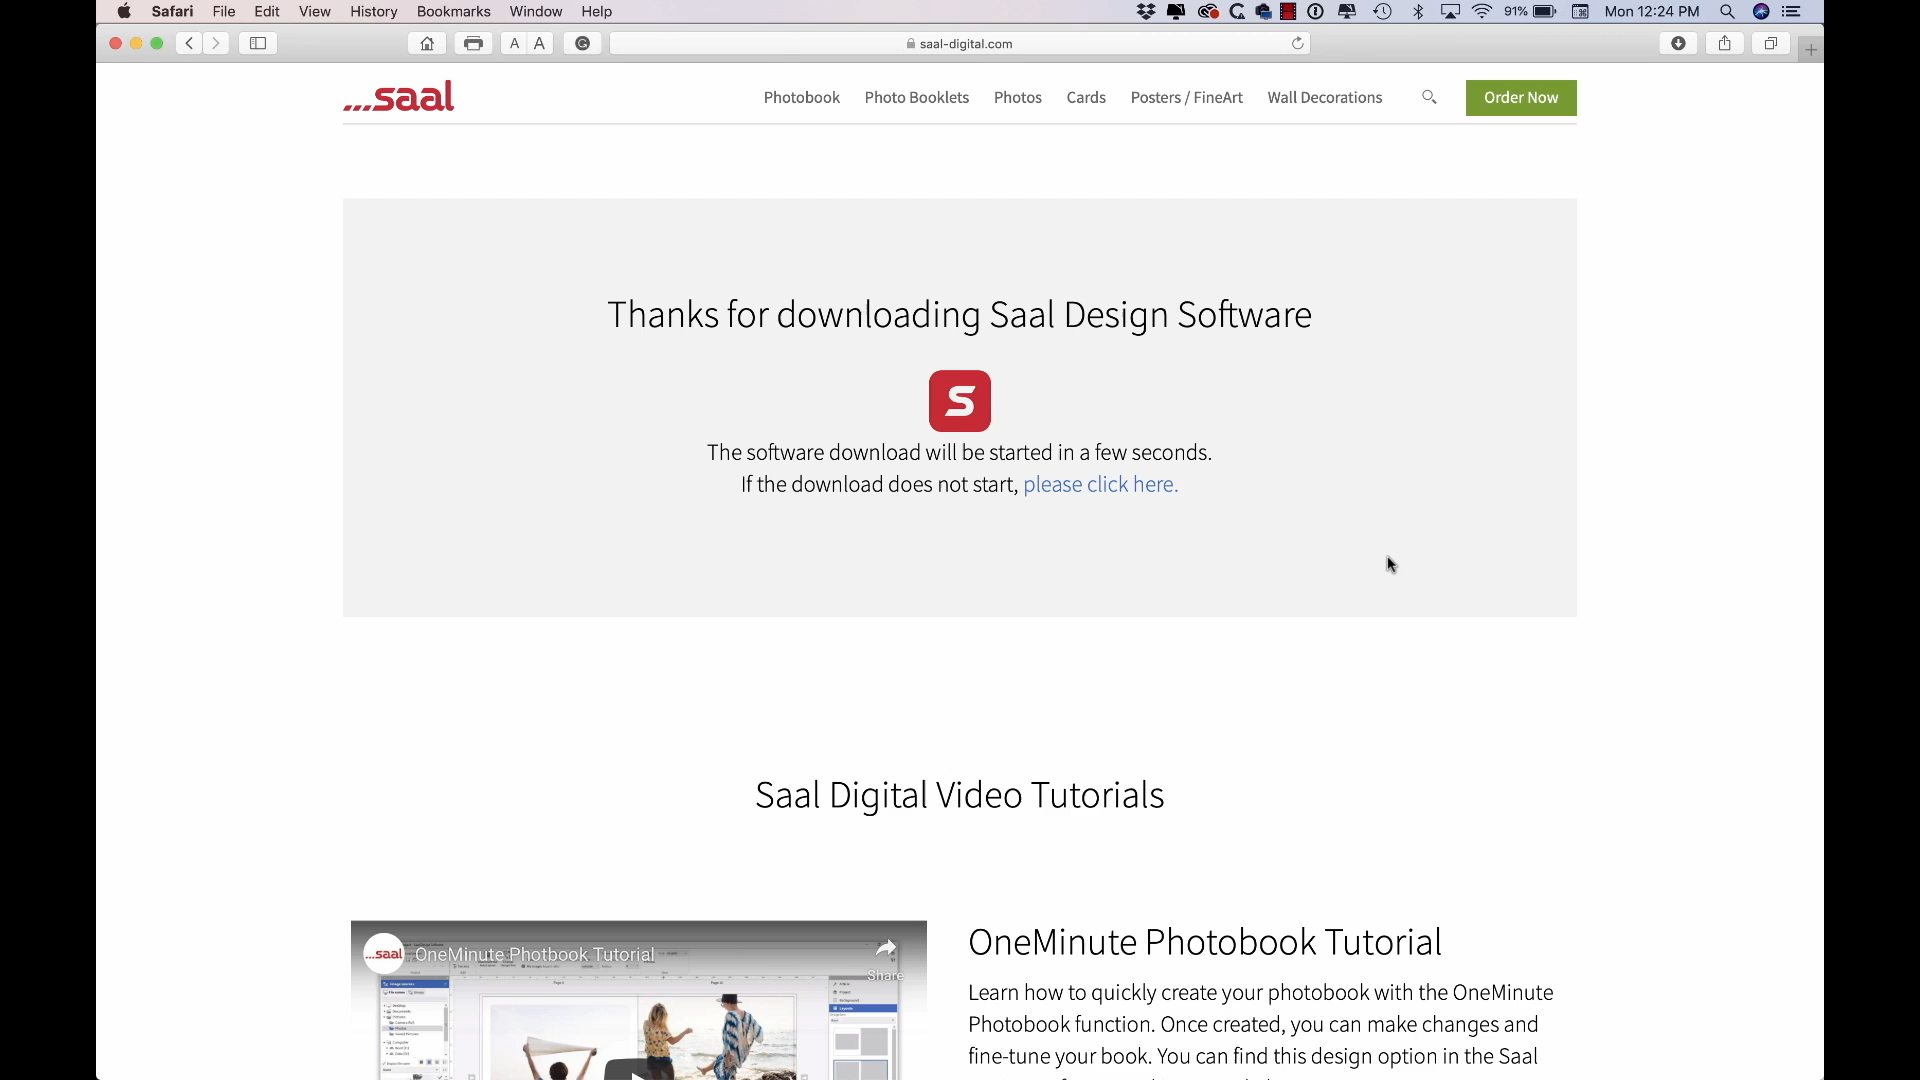 Safari File Edit View History Bookmarks Window Help 91% Mon 12:24 PM
A A saal-digital.com
...saal Photobook Photo Booklets Photos Cards Posters / FineArt Wall Decorations Order Now
Thanks for downloading Saal Design Software
S
The software download will be started in a few seconds.
If the download does not start, please click here.
Saal Digital Video Tutorials
...saal OneMinute Photbook Tutorial
Share
OneMinute Photobook Tutorial
Learn how to quickly create your photobook with the OneMinute
Photobook function. Once created, you can make changes and
fine-tune your book. You can find this design option in the Saal